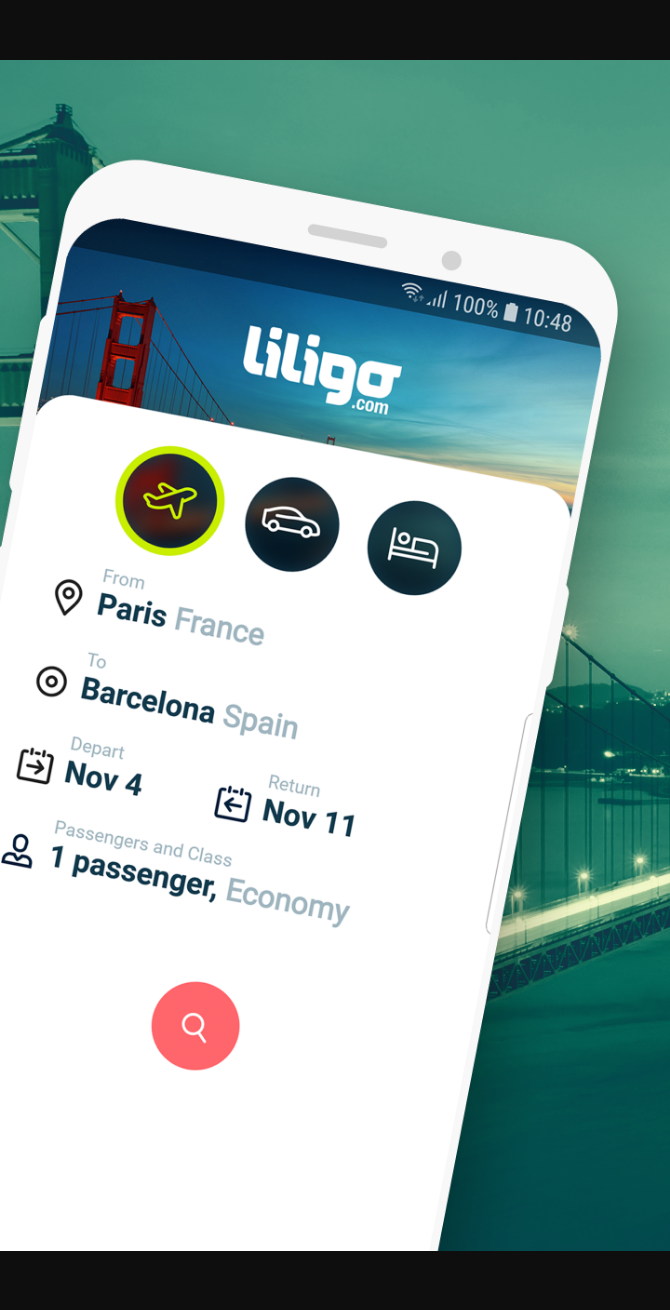 100% 10:48
liligo
.com
From
Paris France
To
Barcelona Spain
Depart
Nov 4
Return
Nov 11
Passengers and Class
1 passenger, Economy